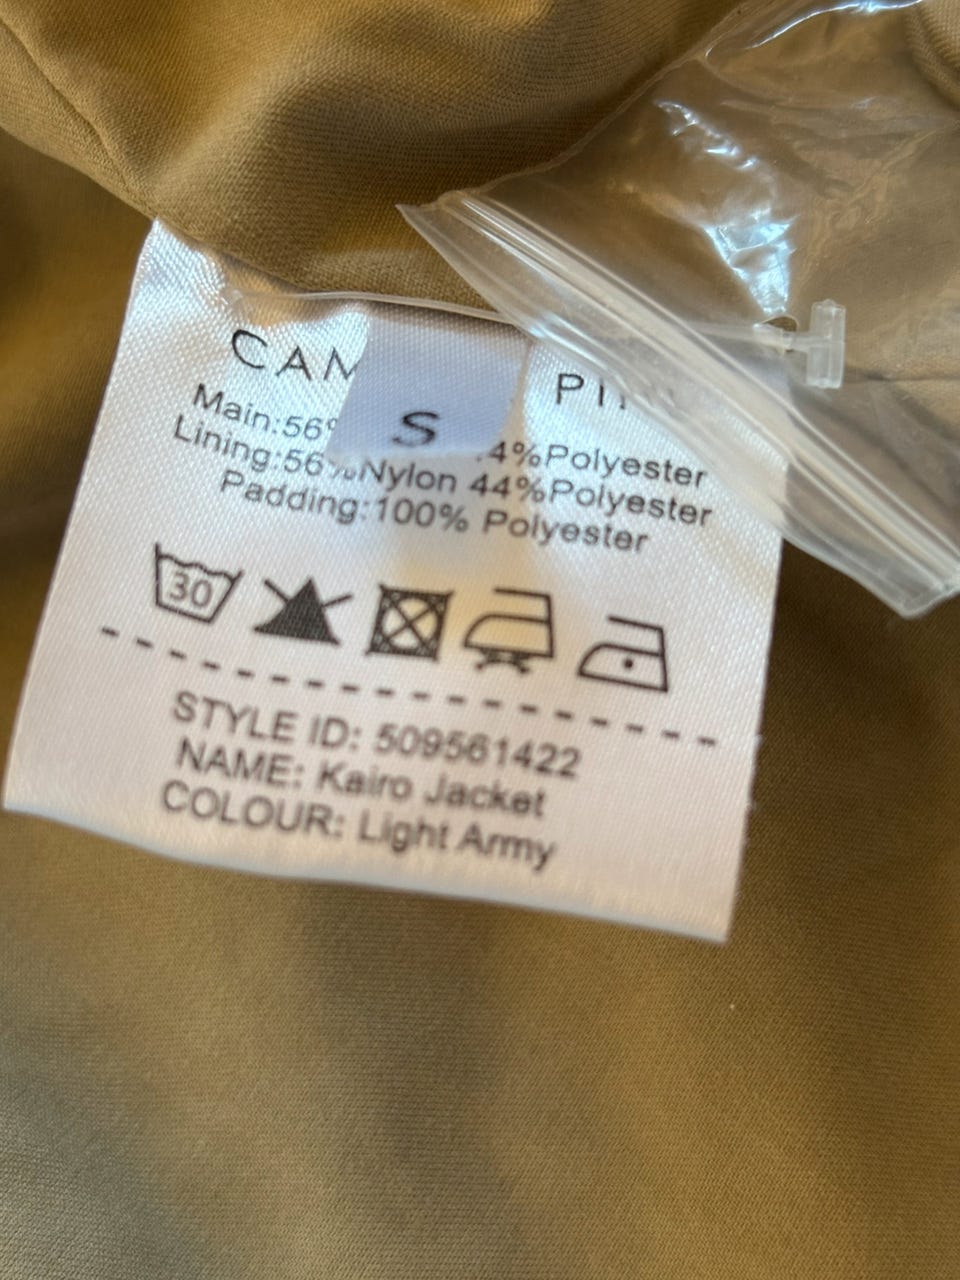 CAM
S
Main:56% 4%Polyester
Lining:56%Nylon 44%Polyester
Padding:100% Polyester
30
STYLE ID: 509561422
NAME: Kairo Jacket
COLOUR: Light Army